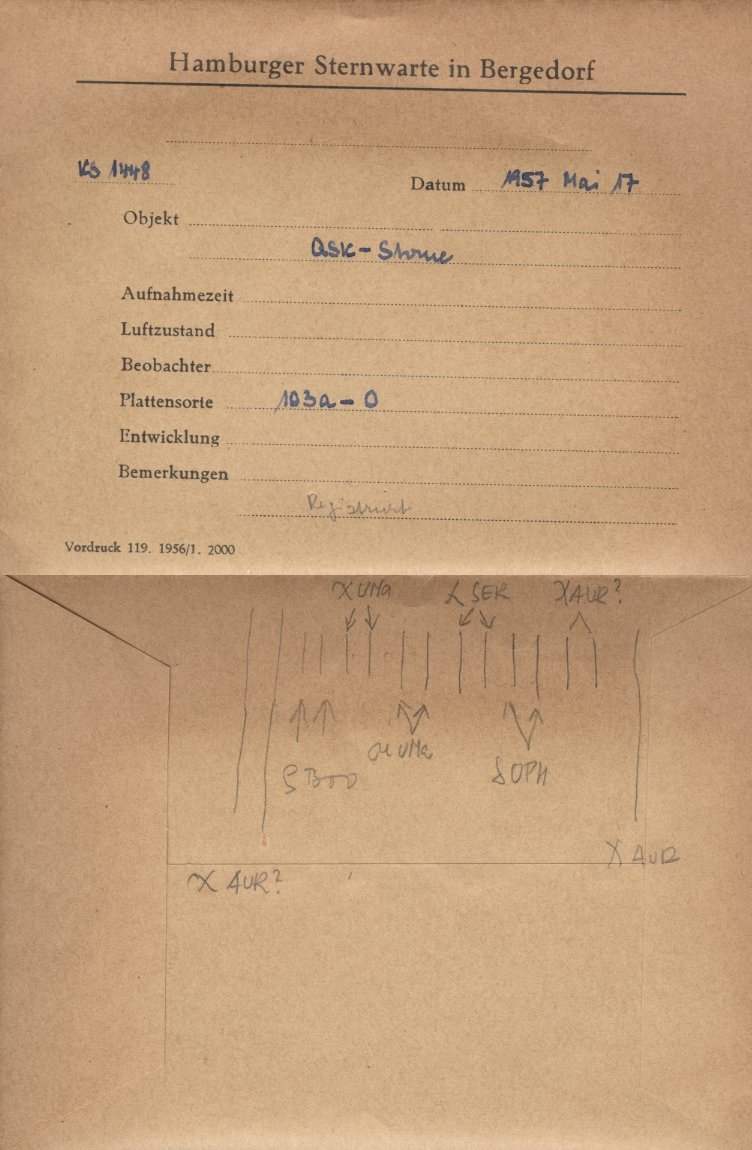 Hamburger Sternwarte in Bergedorf
KS 1448
Datum 1957 Mai 17
Objekt
QSK-Sterne
Aufnahmezeit
Luftzustand
Beobachter
Plattensorte 103a-O
Entwicklung
Bemerkungen
Registriert
Vordruck 119. 1956/1. 2000
χ UMa α SER χ AUR?
UMa
BOO δ OPH
χ AUR
χ AUR?